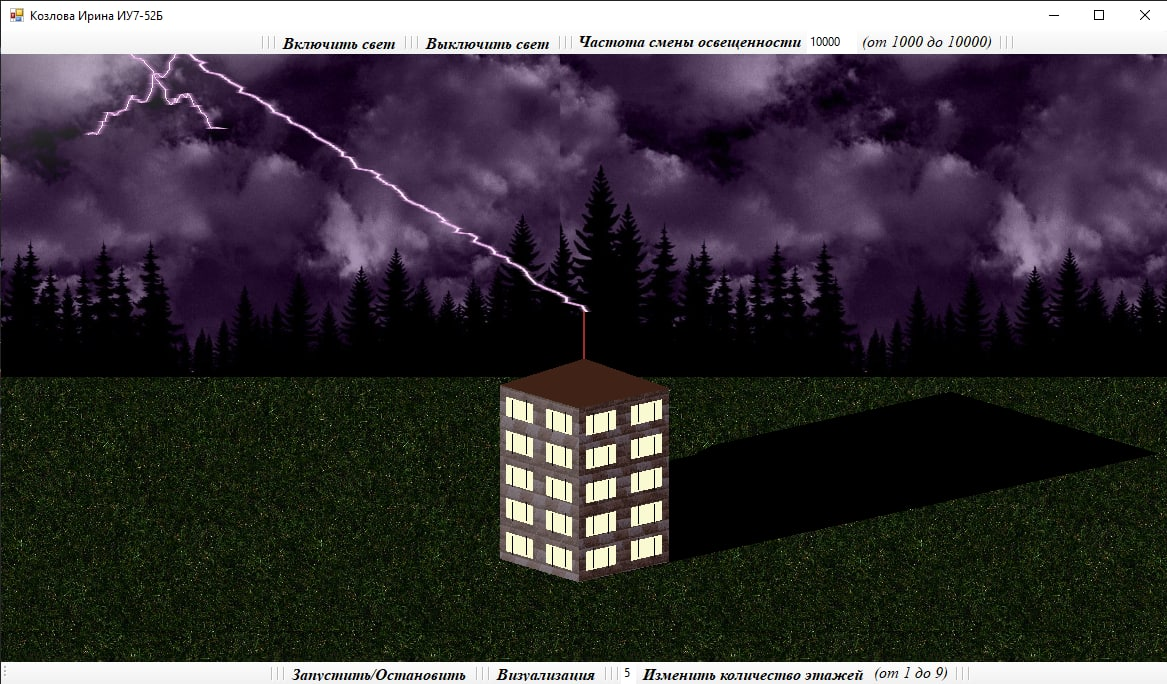 Козлова Ирина ИУ7-52Б
Включить свет Выключить свет Частота смены освещенности 10000 (от 1000 до 10000)
Запустить/Остановить Визуализация 5 Изменить количество этажей (от 1 до 9)